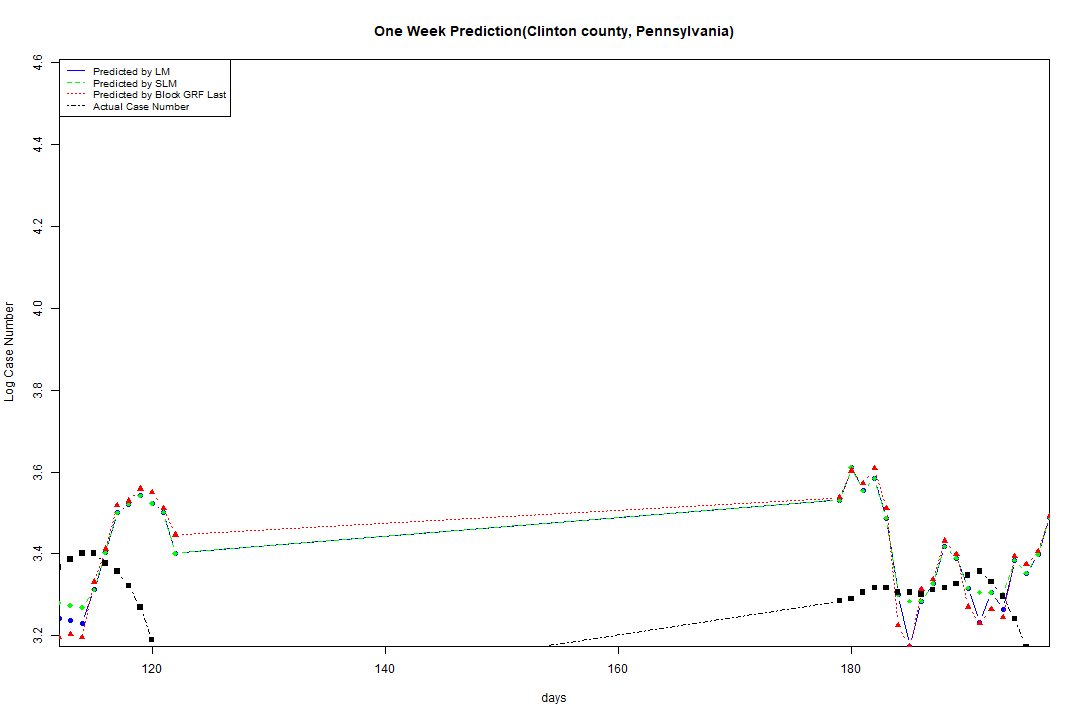 One Week Prediction(Clinton county, Pennsylvania)
Predicted by LM
Predicted by SLM
Predicted by Block GRF Last
Actual Case Number
4.6
4.4
4.2
4.0
3.8
3.6
3.4
3.2
Log Case Number
120 140 160 180
days